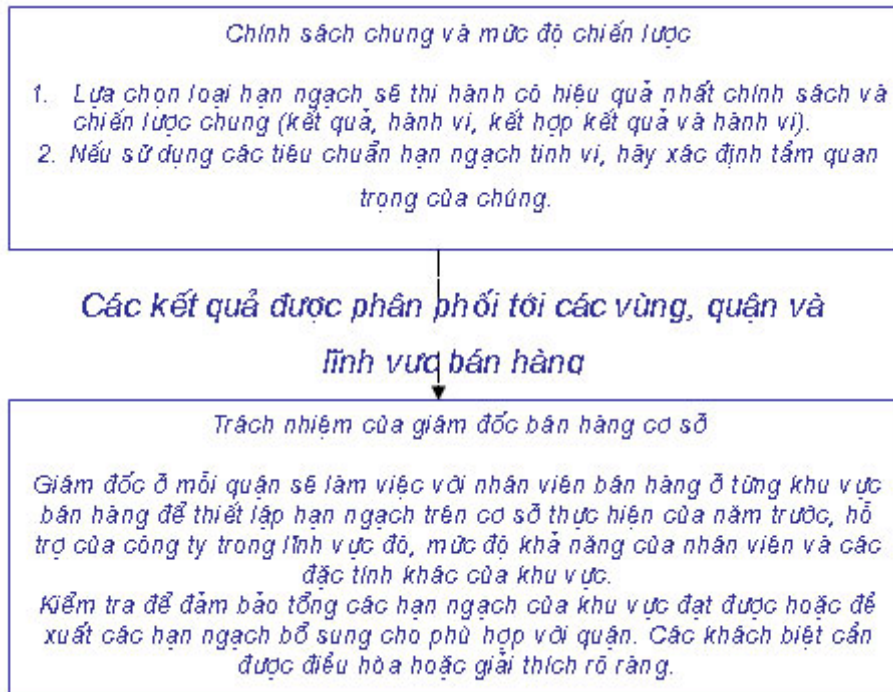 Chính sách chung và mức độ chiến lược
1. Lựa chọn loại hạn ngạch sẽ thi hành có hiệu quả nhất chính sách và
chiến lược chung (kết quả, hành vi, kết hợp kết quả và hành vi).
2. Nếu sử dụng các tiêu chuẩn hạn ngạch tinh vi, hãy xác định tầm quan
trọng của chúng.
Các kết quả được phân phối tới các vùng, quận và
lĩnh vực bán hàng
Trách nhiệm của giám đốc bán hàng cơ sở
Giám đốc ở mỗi quận sẽ làm việc với nhân viên bán hàng ở từng khu vực
bán hàng để thiết lập hạn ngạch trên cơ sở thực hiện của năm trước, hỗ
trợ của công ty trong lĩnh vực đó, mức độ khả năng của nhân viên và các
đặc tính khác của khu vực.
Kiểm tra để đảm bảo tổng các hạn ngạch của khu vực đạt được hoặc đề
xuất các hạn ngạch bổ sung cho phù hợp với quận. Các khách biệt cần
được điều hòa hoặc giải thích rõ ràng.